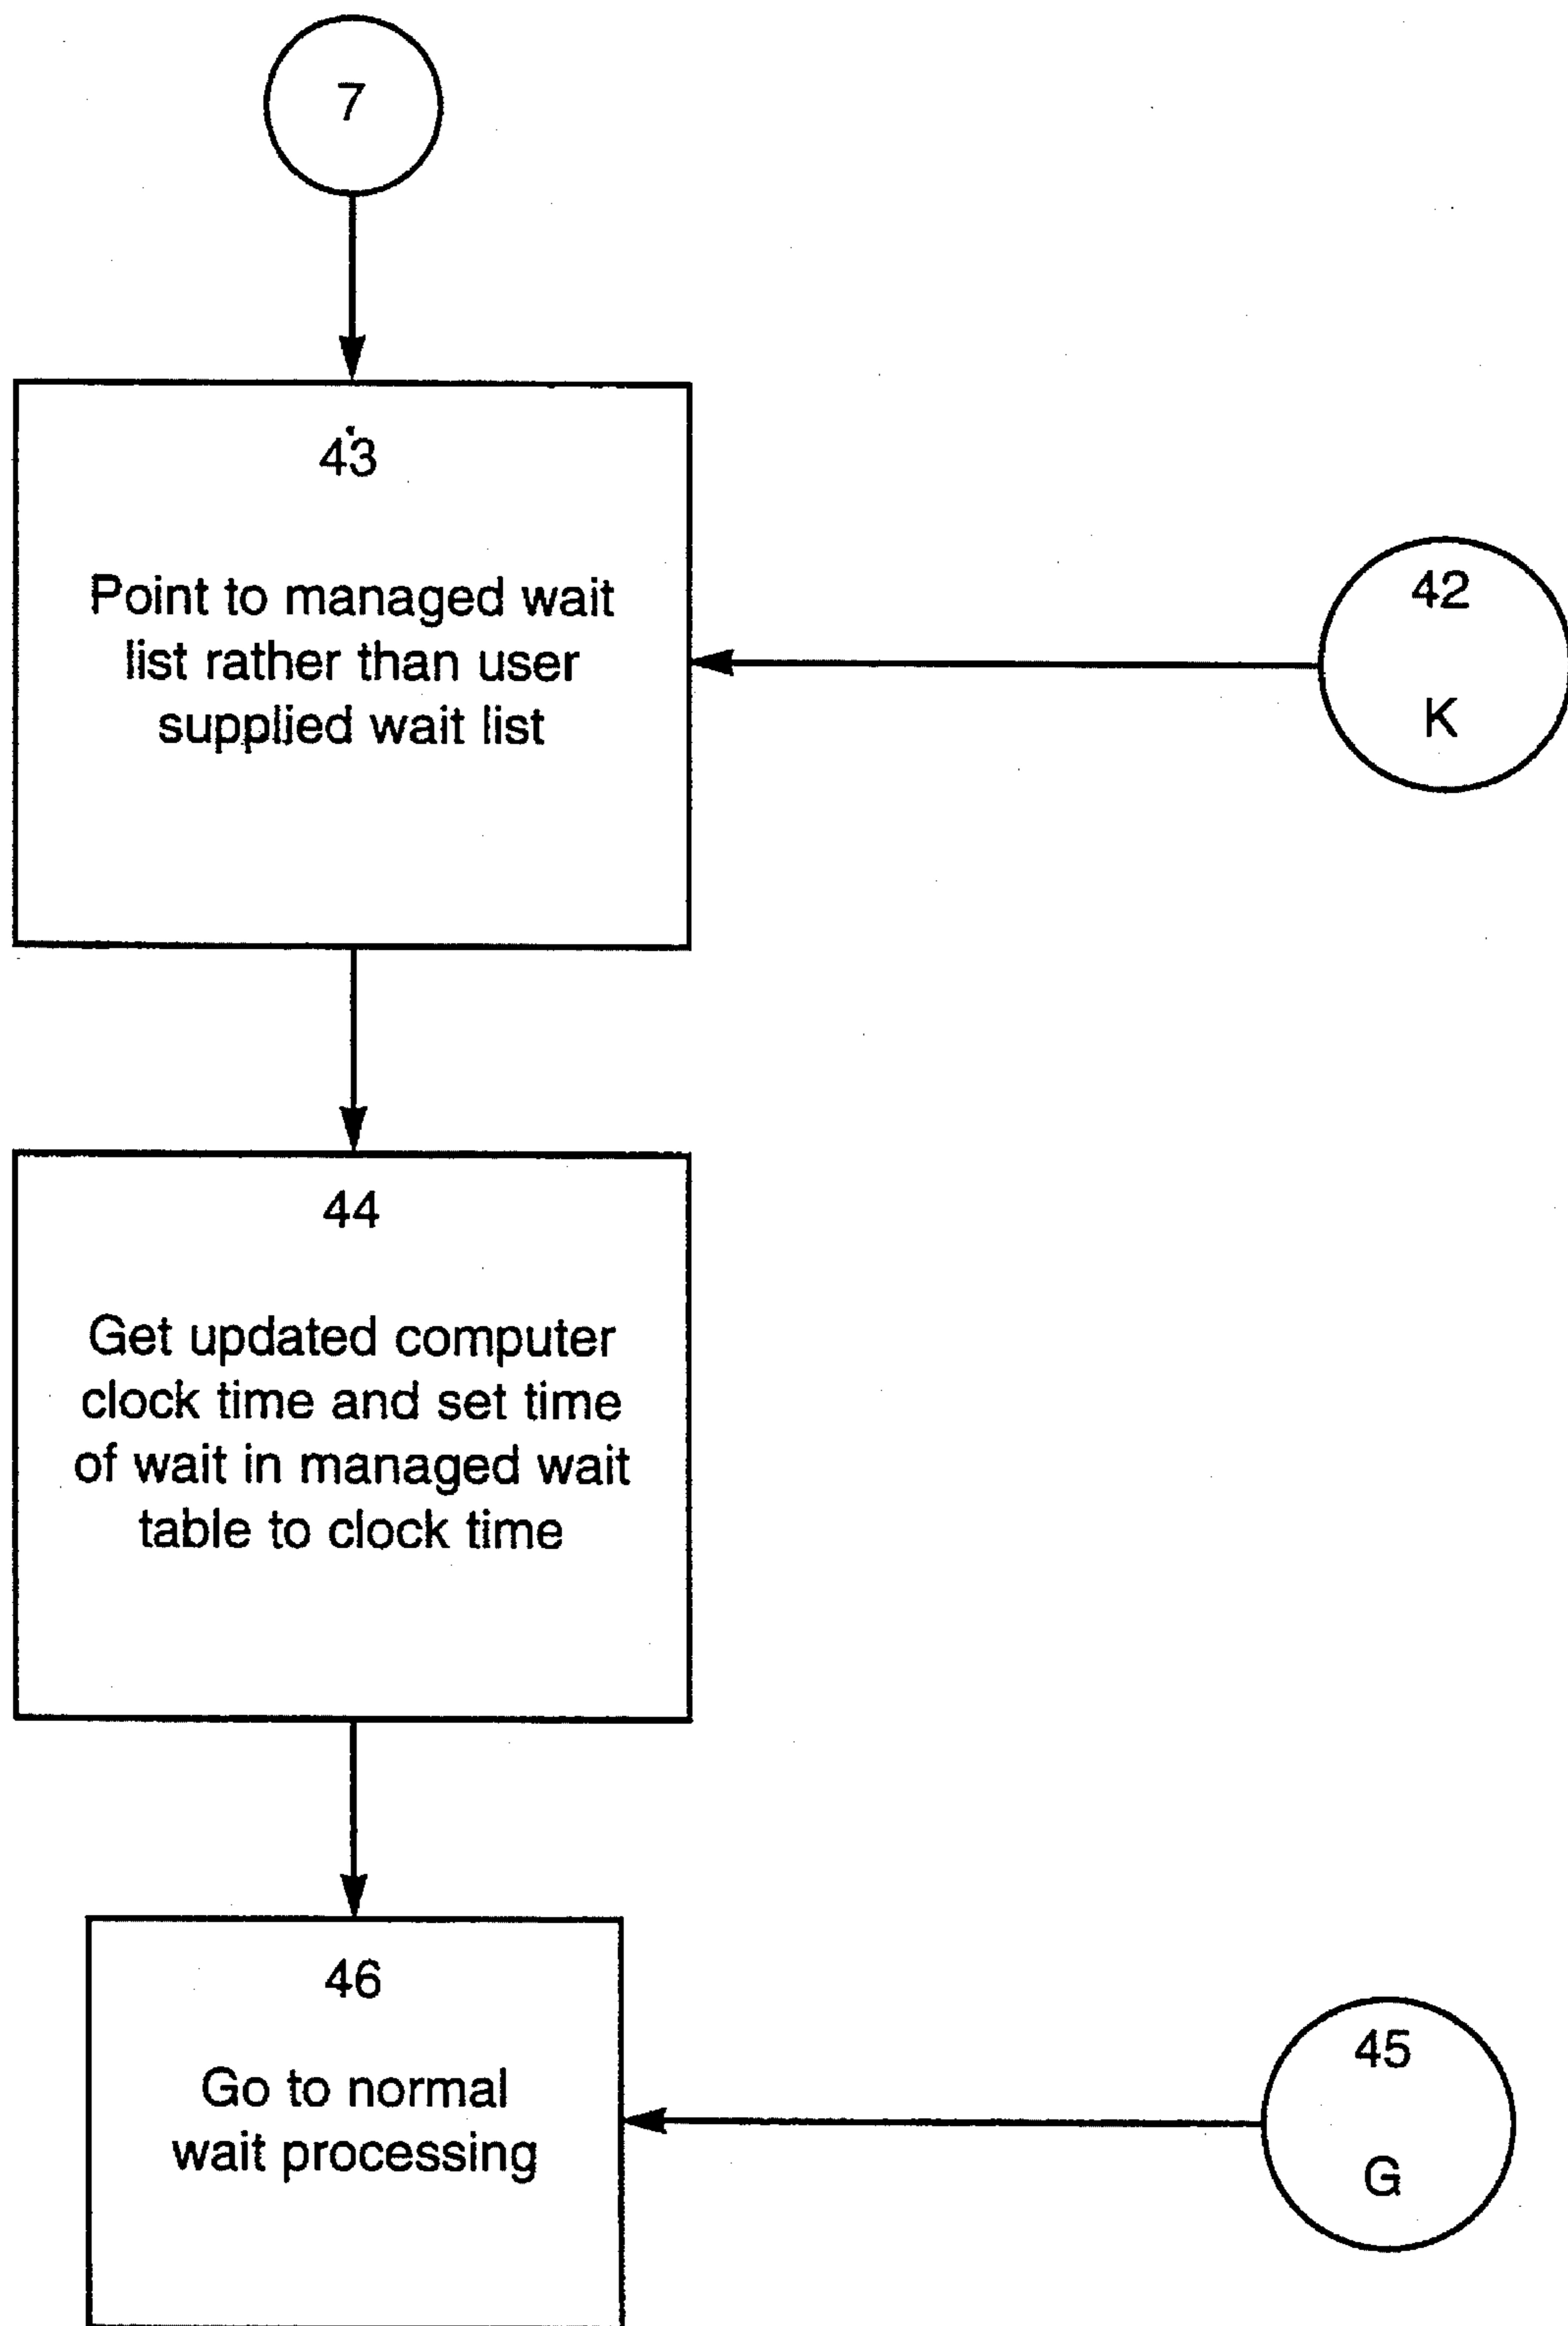 7
43
Point to managed wait
list rather than user
supplied wait list
42
K
44
Get updated computer
clock time and set time
of wait in managed wait
table to clock time
46
Go to normal
wait processing
45
G